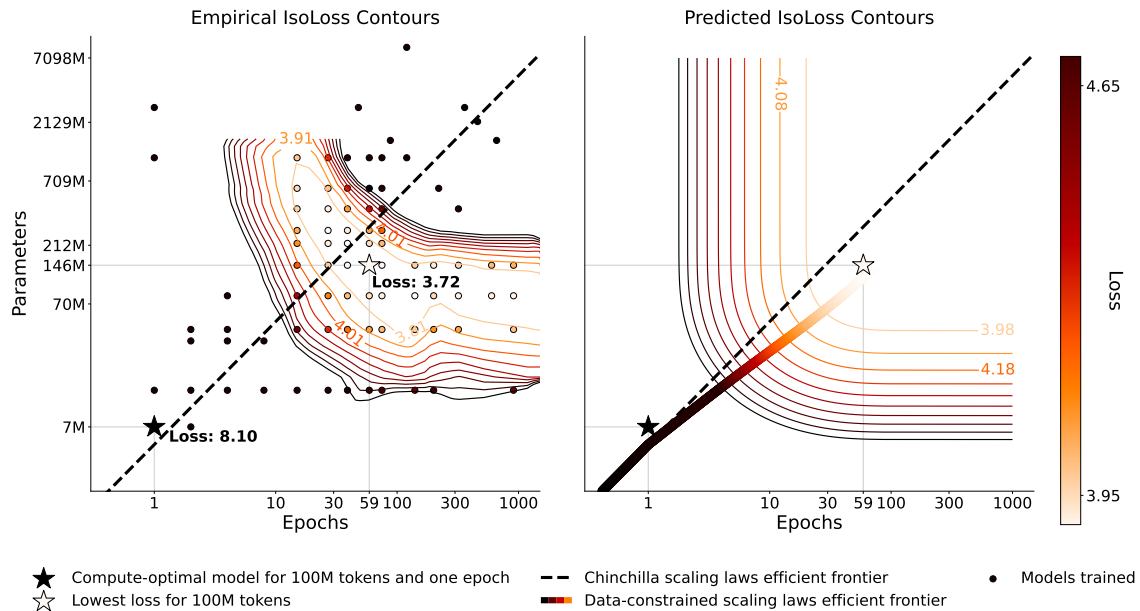 Empirical IsoLoss Contours
Predicted IsoLoss Contours
Parameters
7098M
2129M
709M
212M
146M
70M
7M
3.91
4.01
Loss: 3.72
4.01
Loss: 8.10
1
10
30
59
100
300
1000
Epochs
4.08
3.98
4.18
1
10
30
59
100
300
1000
Epochs
4.65
3.95
Loss
Compute-optimal model for 100M tokens and one epoch
Lowest loss for 100M tokens
Chinchilla scaling laws efficient frontier
Data-constrained scaling laws efficient frontier
Models trained